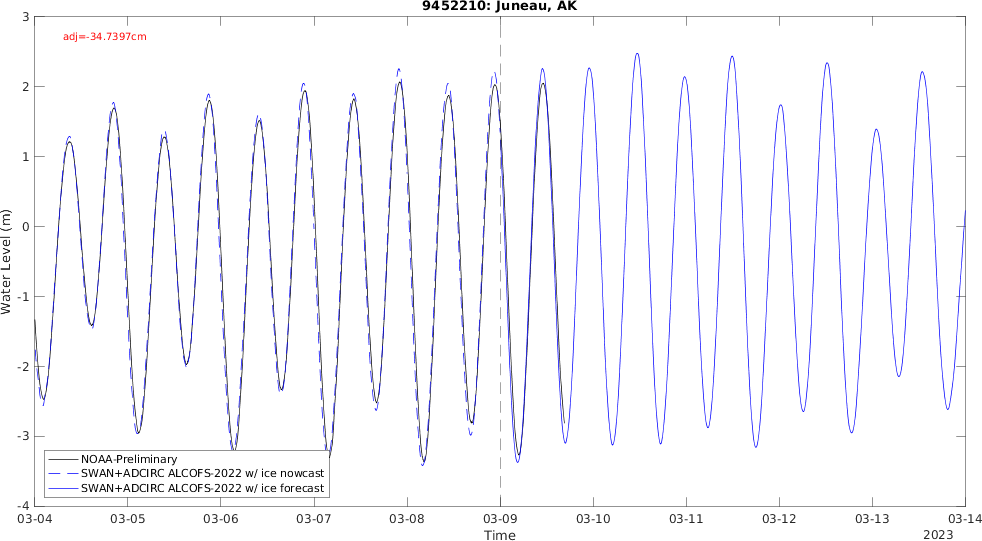 9452210: Juneau, AK
adj=-34.7397cm
3
2
1
0
-1
-2
-3
-4
Water Level (m)
NOAA-Preliminary
SWAN+ADCIRC ALCOFS-2022 w/ ice nowcast
SWAN+ADCIRC ALCOFS-2022 w/ ice forecast
03-04 03-05 03-06 03-07 03-08 03-09 03-10 03-11 03-12 03-13 03-14
Time
2023